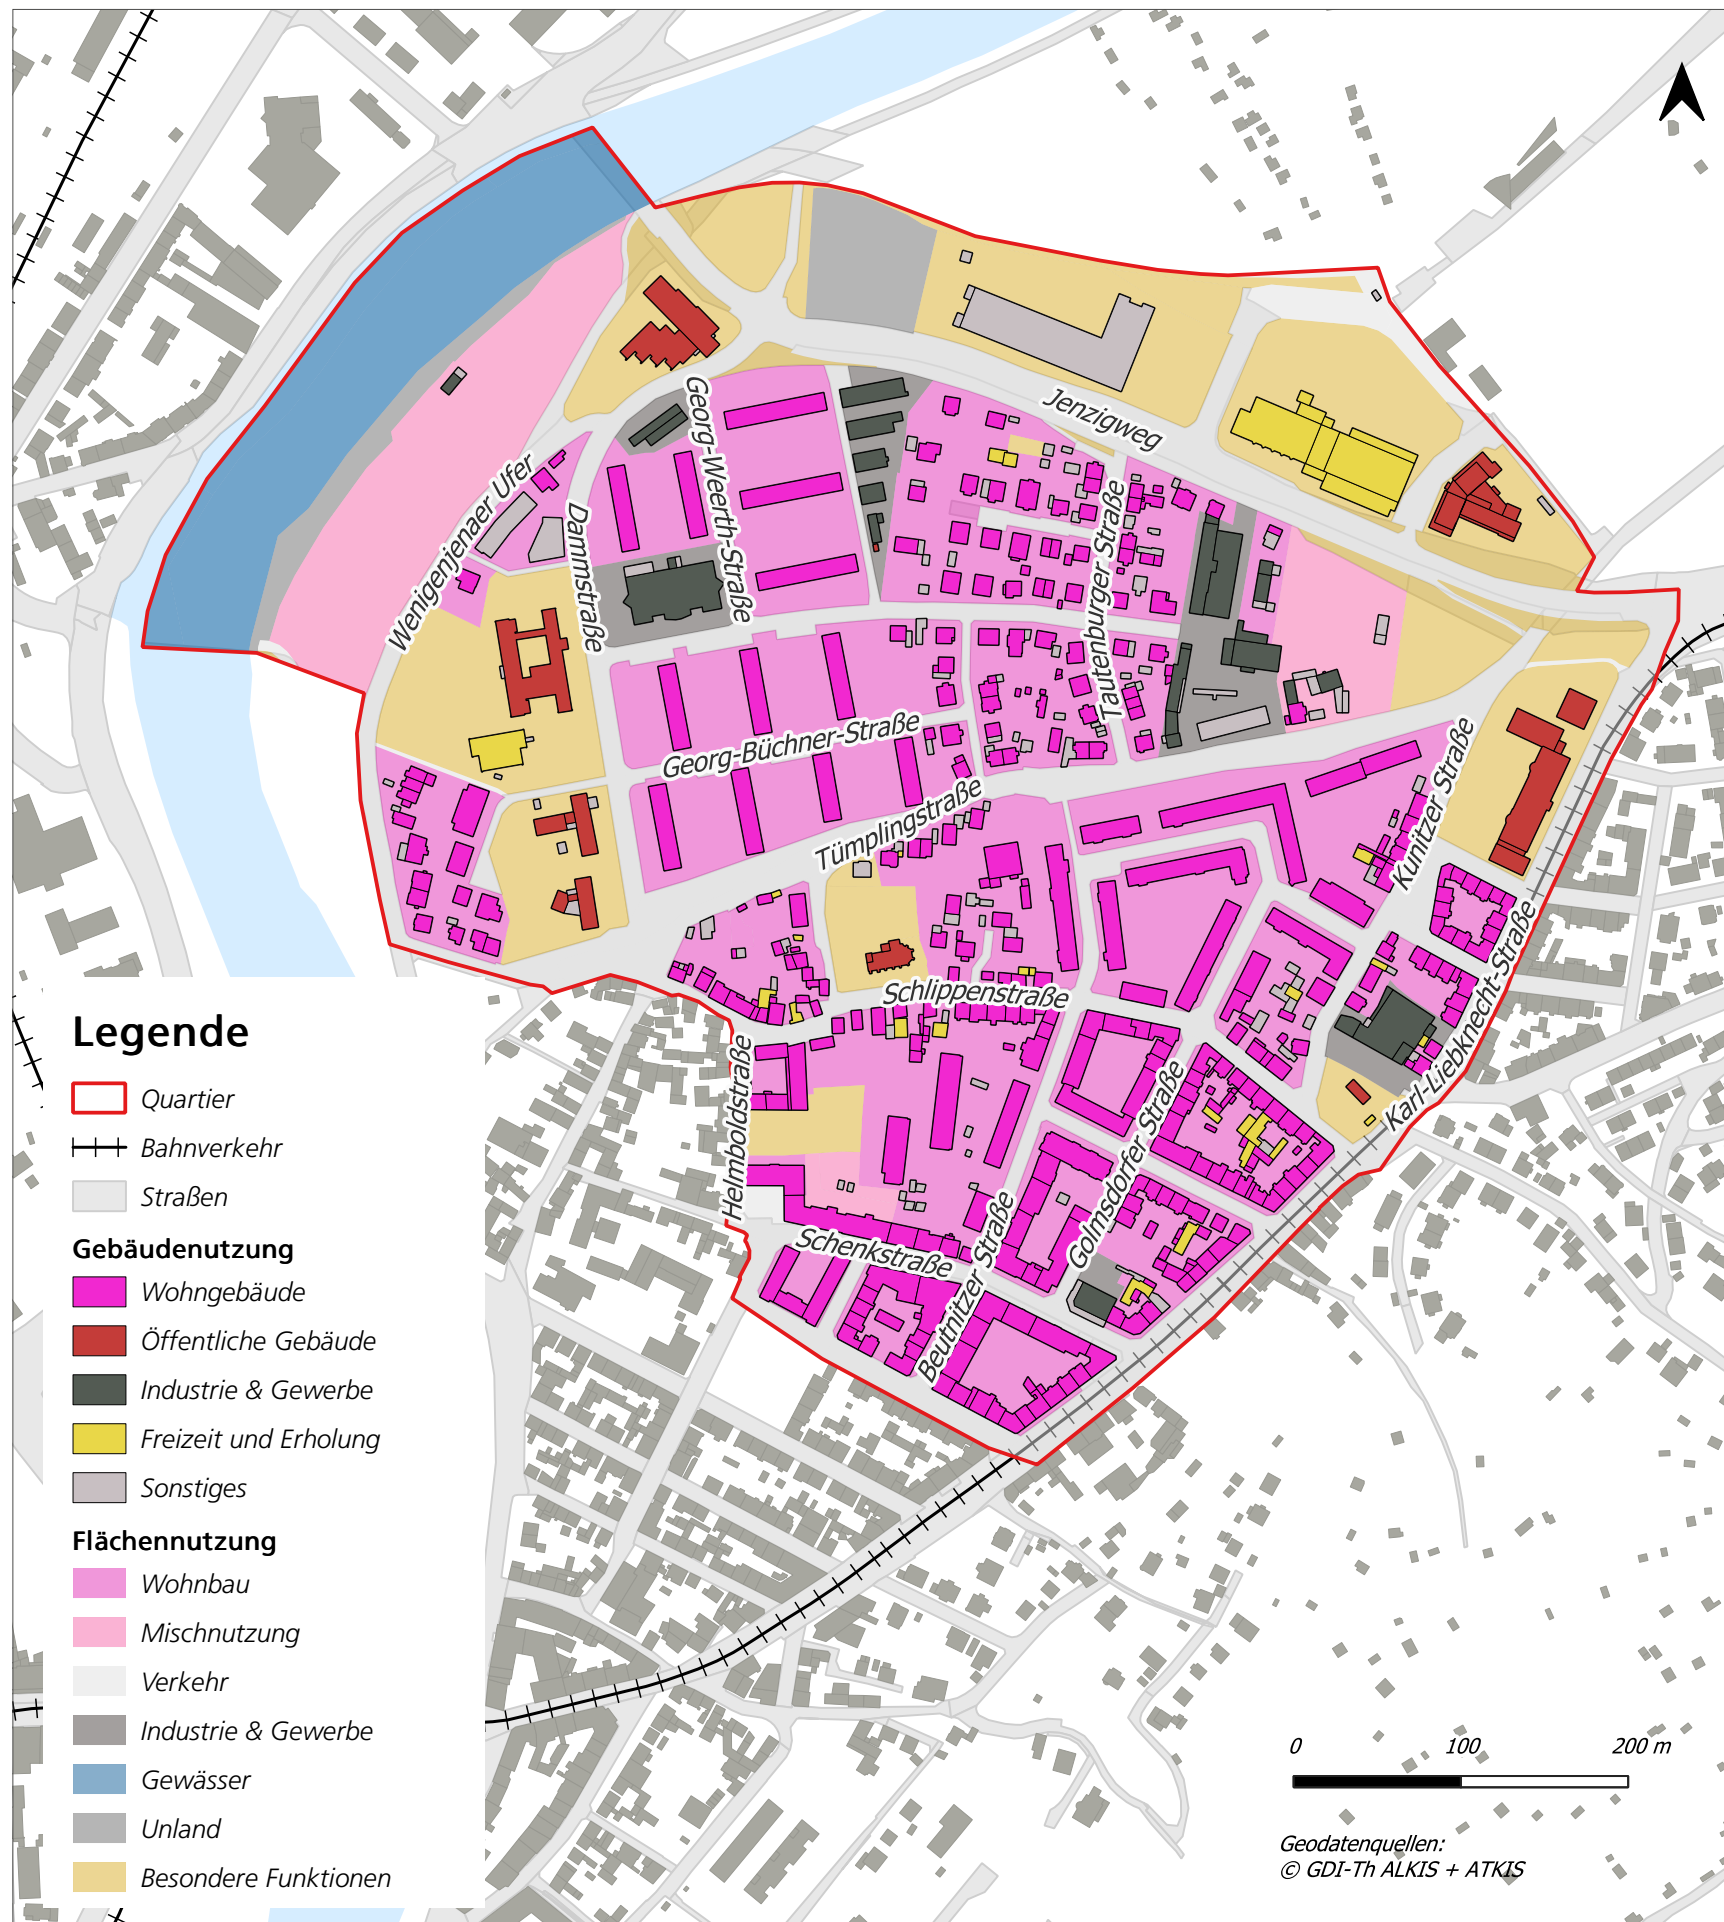 Jenzigweg
Georg-Weerth-Straße
Wenigenjenaer Ufer
Dammstraße
Tautenburger Straße
Georg-Büchner-Straße
Tümplingstraße
Kunitzer Straße
Karl-Liebknecht-Straße
Schlippenstraße
Helmboldstraße
Golmsdorfer Straße
Schenkstraße
Beutnitzer Straße
Legende
Quartier
Bahnverkehr
Straßen
Gebäudenutzung
Wohngebäude
Öffentliche Gebäude
Industrie & Gewerbe
Freizeit und Erholung
Sonstiges
Flächennutzung
Wohnbau
Mischnutzung
Verkehr
Industrie & Gewerbe
Gewässer
Unland
Besondere Funktionen
0 100 200 m
Geodatenquellen:
© GDI-Th ALKIS + ATKIS